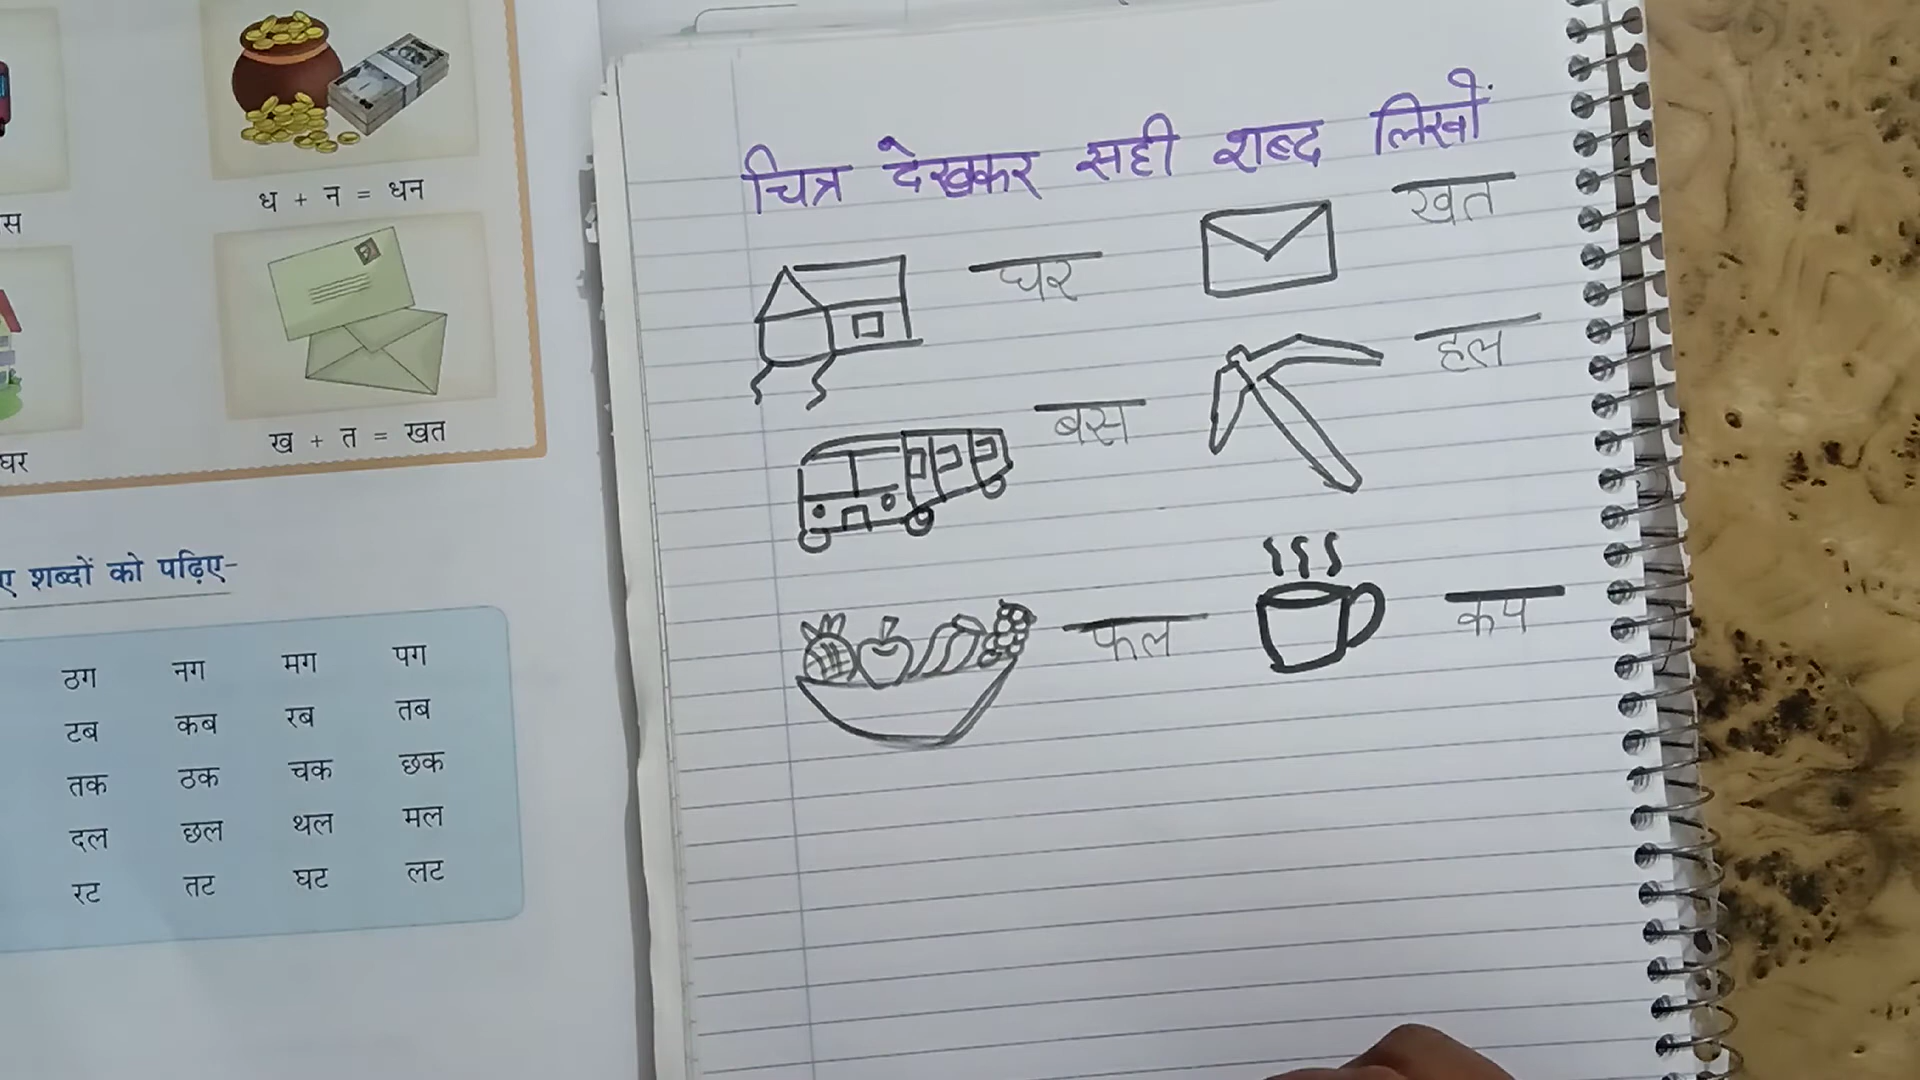 ध + न = धन
स
ख + त = खत
घर
ए शब्दों को पढ़िए-
ठग नग मग पग
टब कब रब तब
तक ठक चक छक
दल छल थल मल
रट तट घट लट
चित्र देखकर सही शब्द लिखों
घर खत
बस हल
फल कप